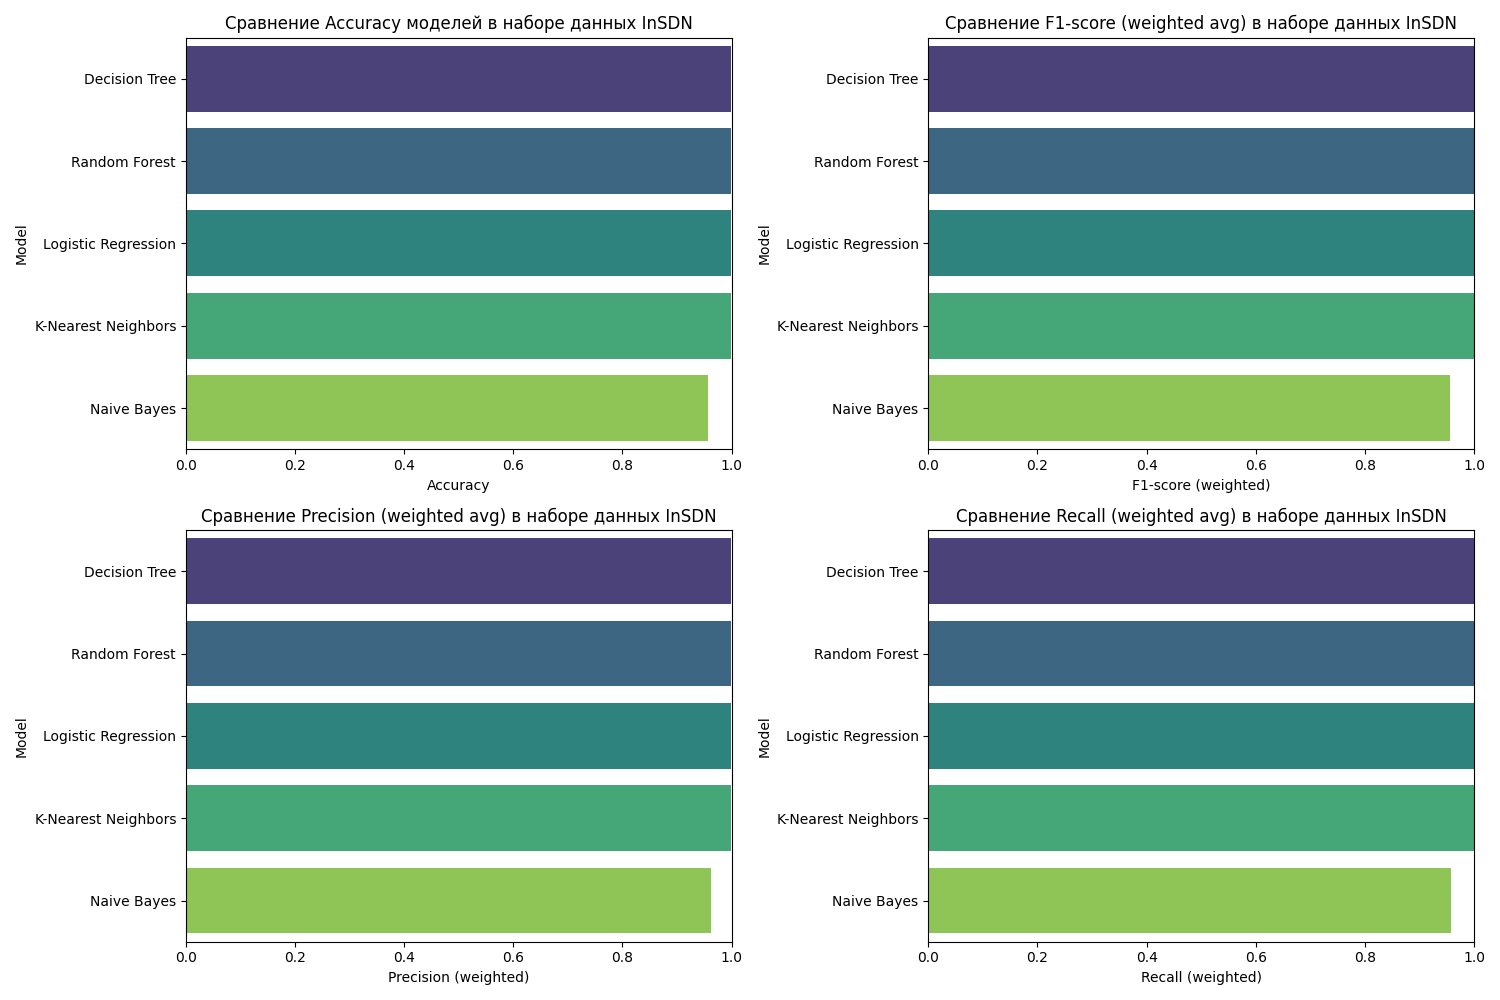 Сравнение Accuracy моделей в наборе данных InSDN
Model
Decision Tree
Random Forest
Logistic Regression
K-Nearest Neighbors
Naive Bayes
0.0 0.2 0.4 0.6 0.8 1.0
Accuracy
Сравнение F1-score (weighted avg) в наборе данных InSDN
Model
Decision Tree
Random Forest
Logistic Regression
K-Nearest Neighbors
Naive Bayes
0.0 0.2 0.4 0.6 0.8 1.0
F1-score (weighted)
Сравнение Precision (weighted avg) в наборе данных InSDN
Model
Decision Tree
Random Forest
Logistic Regression
K-Nearest Neighbors
Naive Bayes
0.0 0.2 0.4 0.6 0.8 1.0
Precision (weighted)
Сравнение Recall (weighted avg) в наборе данных InSDN
Model
Decision Tree
Random Forest
Logistic Regression
K-Nearest Neighbors
Naive Bayes
0.0 0.2 0.4 0.6 0.8 1.0
Recall (weighted)